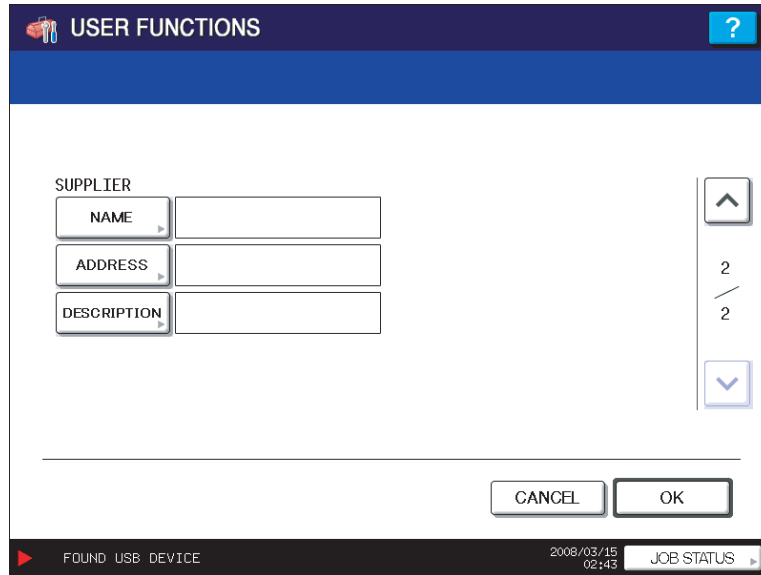 USER FUNCTIONS
?
SUPPLIER
NAME
ADDRESS
DESCRIPTION
2
2
CANCEL
OK
FOUND USB DEVICE
2008/03/15
02:43
JOB STATUS